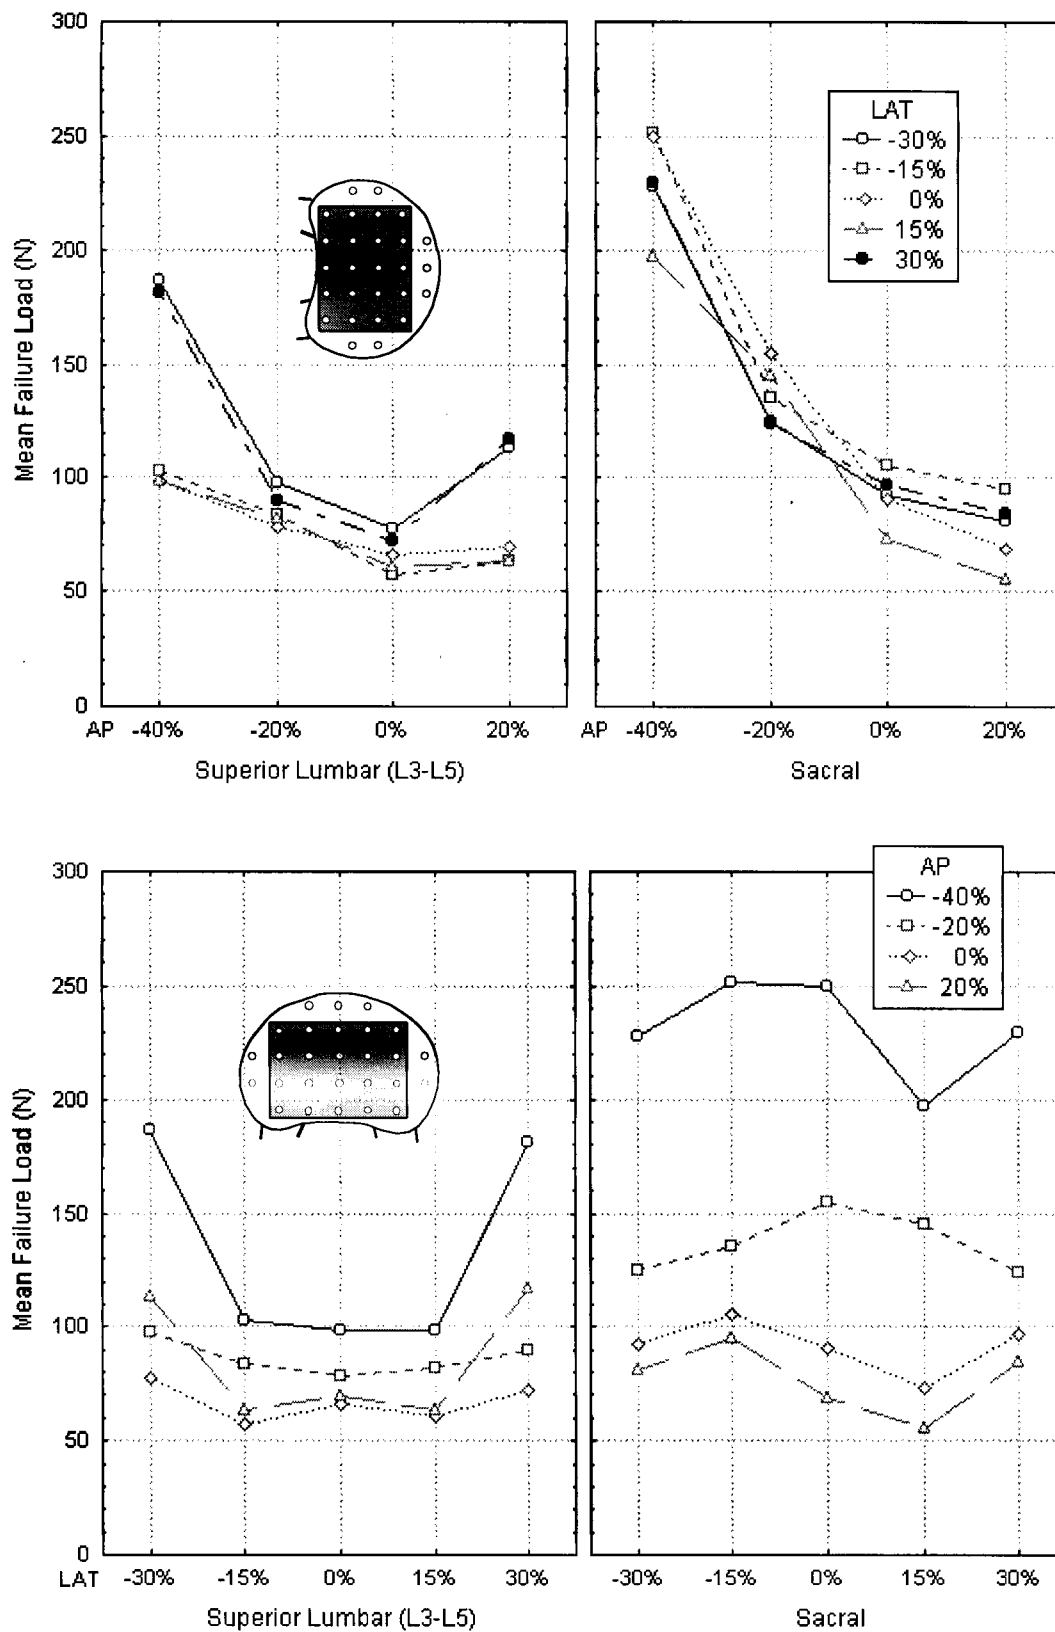 300
250
200
150
100
50
0
Mean Failure Load (N)
AP -40% -20% 0% 20%
Superior Lumbar (L3-L5)
LAT
-30%
-15%
0%
15%
30%
AP -40% -20% 0% 20%
Sacral
300
250
200
150
100
50
0
Mean Failure Load (N)
LAT -30% -15% 0% 15% 30%
Superior Lumbar (L3-L5)
AP
-40%
-20%
0%
20%
-30% -15% 0% 15% 30%
Sacral